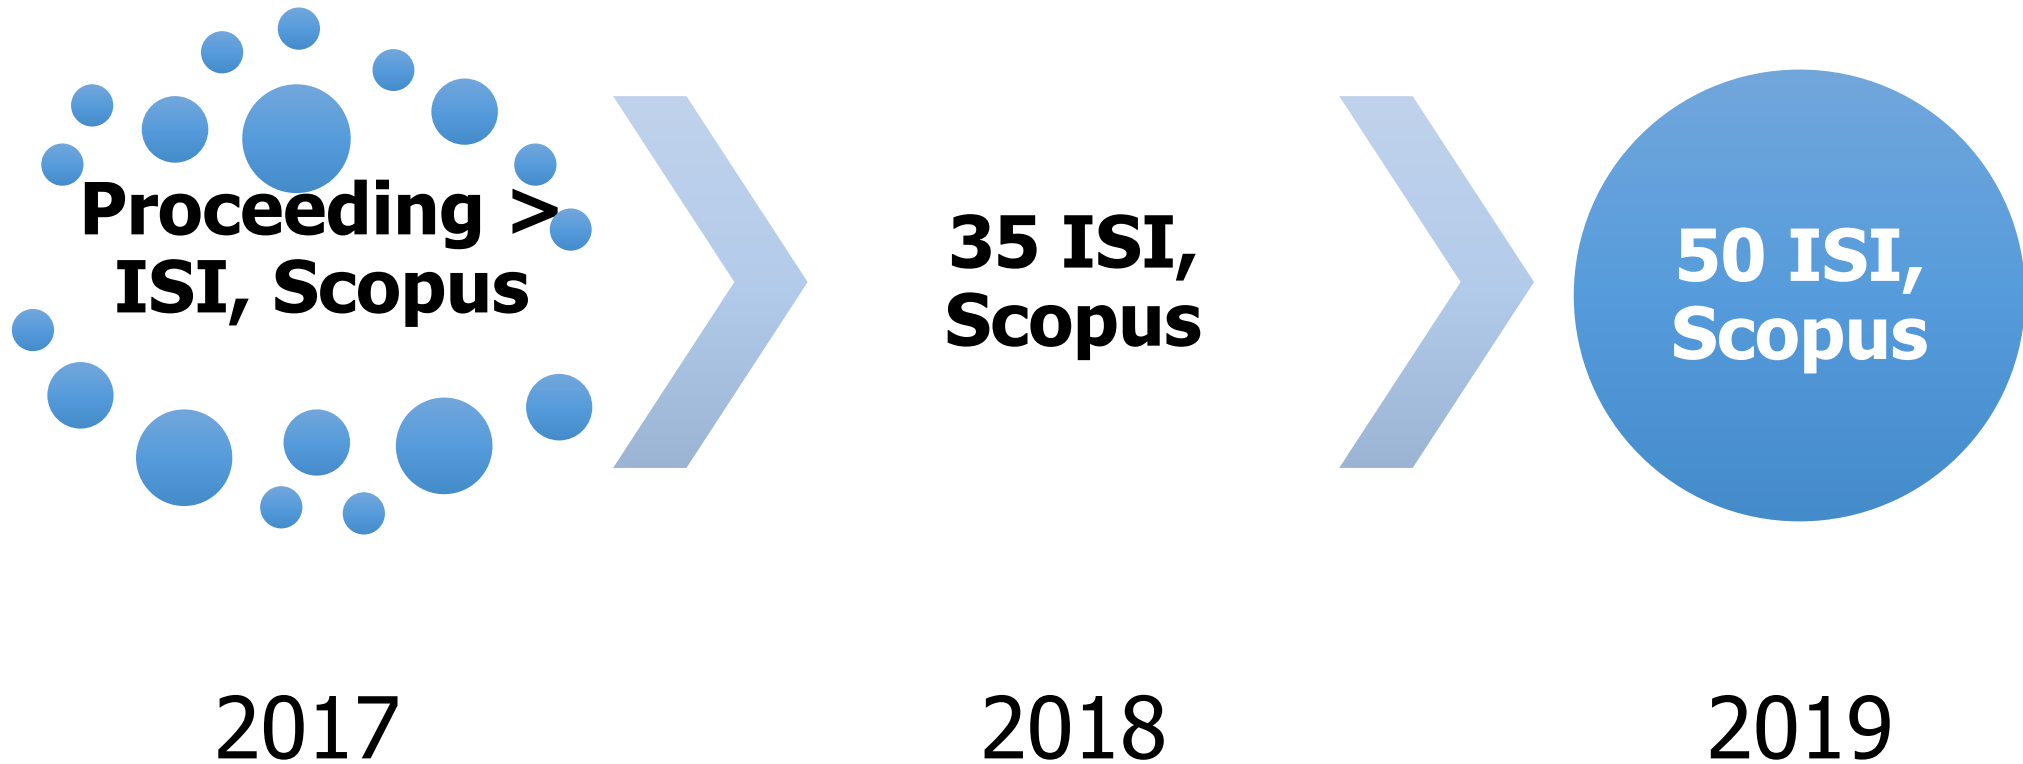 Proceeding >
ISI, Scopus
35 ISI,
Scopus
50 ISI,
Scopus
2017
2018
2019